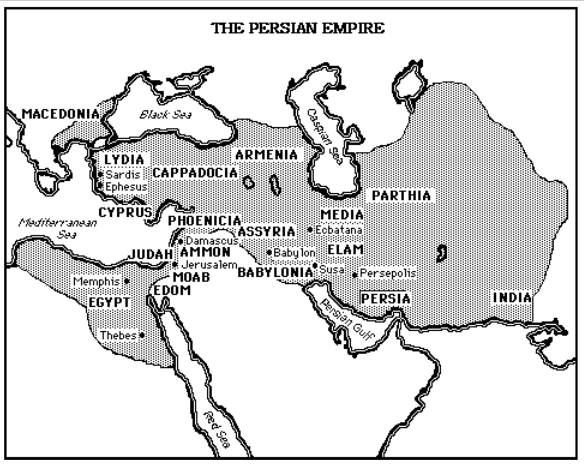 THE PERSIAN EMPIRE
MACEDONIA
Black Sea
Caspian Sea
LYDIA
Sardis
Ephesus
CAPPADOCIA
ARMENIA
PARTHIA
CYPRUS
PHOENICIA
MEDIA
Mediterranean
Sea
ASSYRIA
Ecbatana
Damascus
JUDAH
AMMON
Babylon
ELAM
Jerusalem
MOAB
BABYLONIA
Susa
Persepolis
Memphis
EDOM
EGYPT
PERSIA
INDIA
Persian Gulf
Thebes
Red Sea